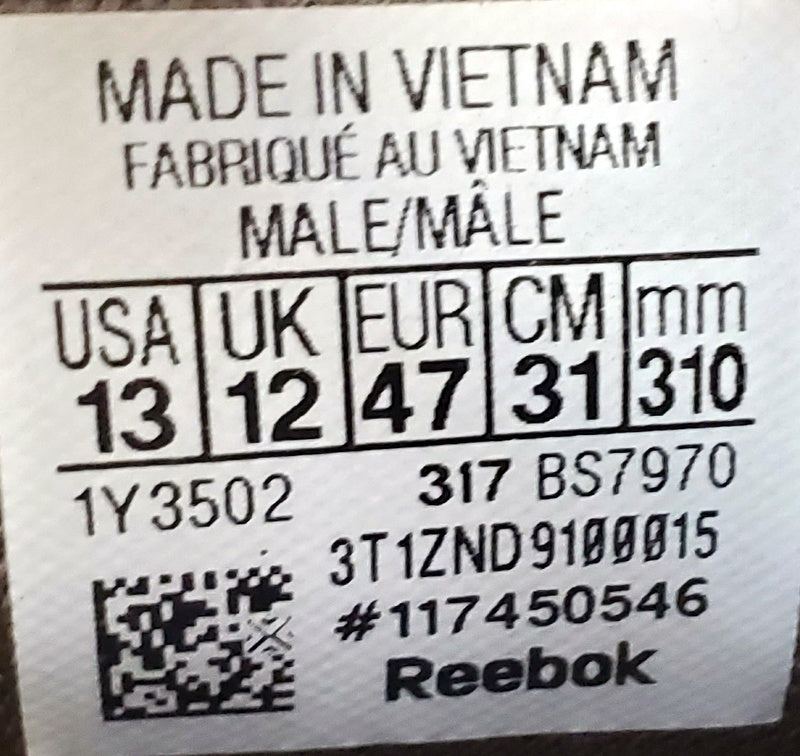 MADE IN VIETNAM
FABRIQUÉ AU VIETNAM
MALE/MÂLE
USA UK EUR CM mm
13 12 47 31 310
1Y3502 317 BS7970
3T1ZND9100015
#117450546
Reebok